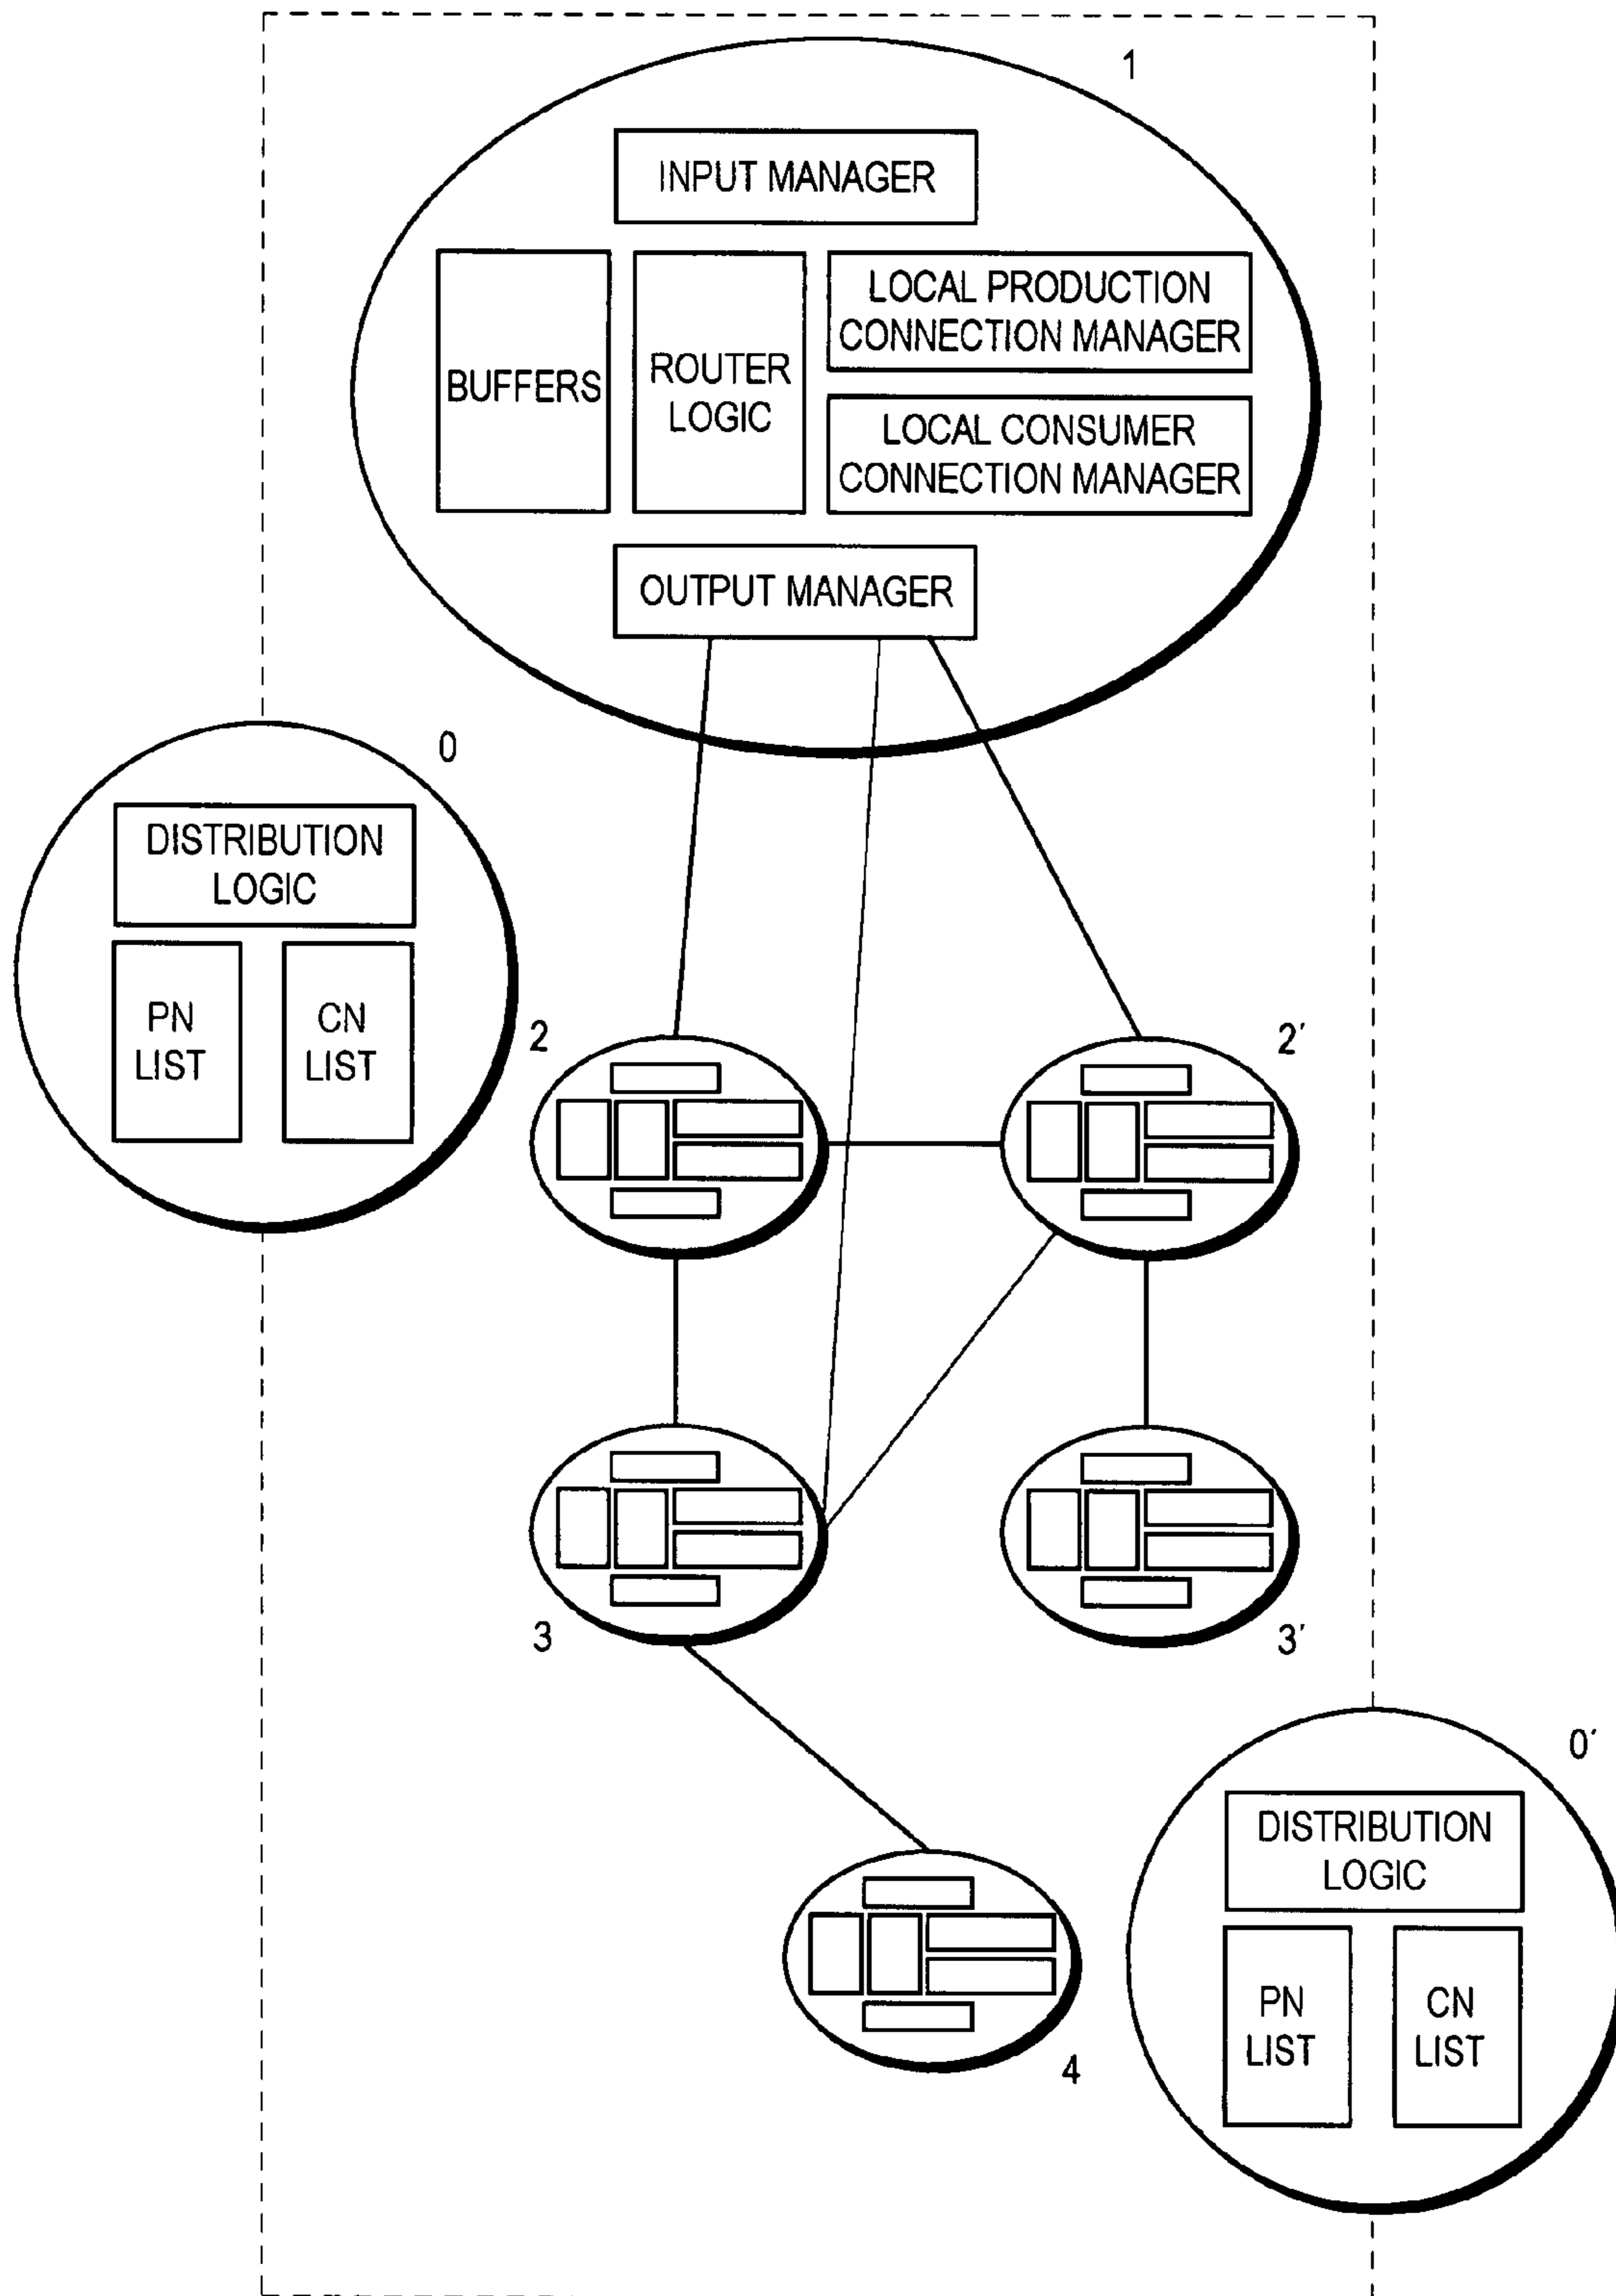 1
INPUT MANAGER
BUFFERS
ROUTER
LOGIC
LOCAL PRODUCTION
CONNECTION MANAGER
LOCAL CONSUMER
CONNECTION MANAGER
OUTPUT MANAGER
0
DISTRIBUTION
LOGIC
PN
LIST
CN
LIST
2
2′
3
3′
0′
DISTRIBUTION
LOGIC
PN
LIST
CN
LIST
4